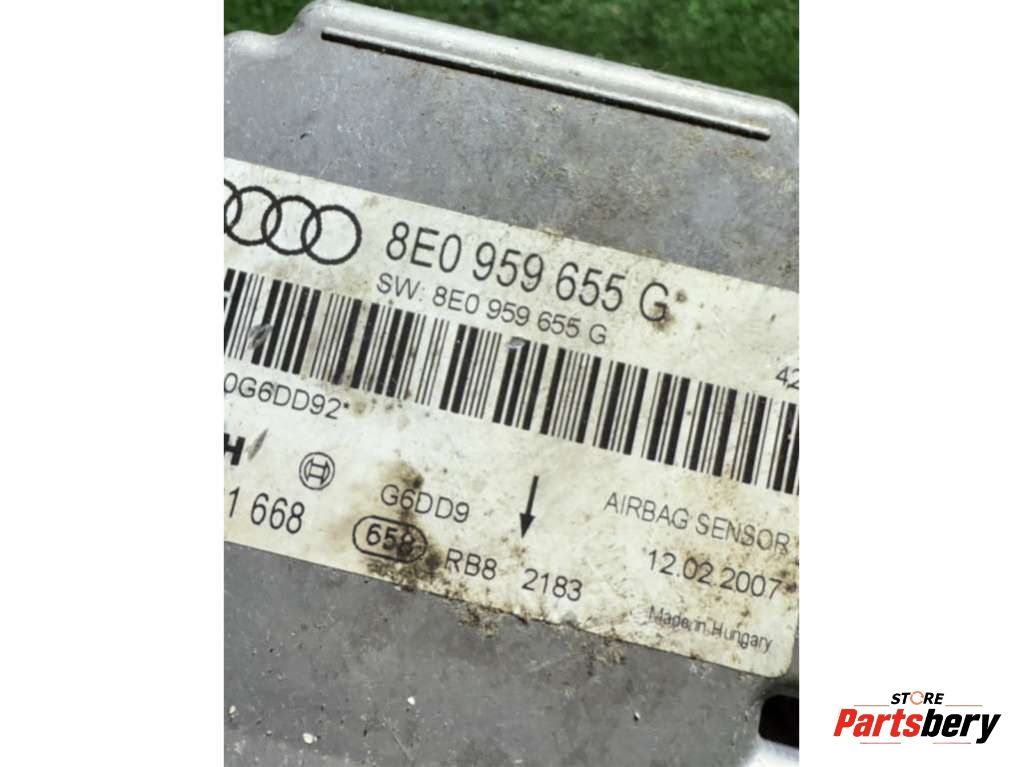 8E0 959 655 G
SW: 8E0 959 655 G
42
0G6DD92*
H
G6DD9
AIRBAG SENSOR
1 668
658 RB8 2183
12.02.2007
Made in Hungary
STORE
Partsbery